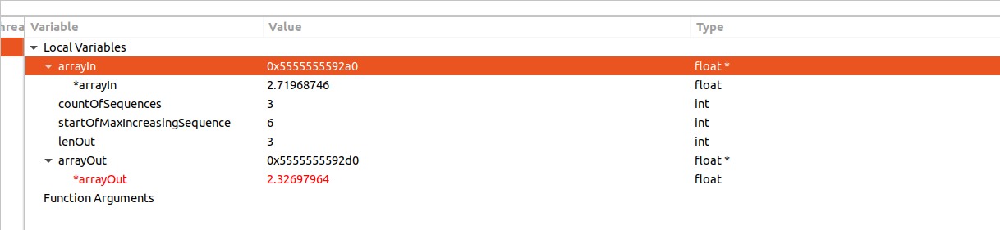 hrea Variable Value Type
Local Variables
arrayIn 0x5555555592a0 float *
*arrayIn 2.71968746 float
countOfSequences 3 int
startOfMaxIncreasingSequence 6 int
lenOut 3 int
arrayOut 0x5555555592d0 float *
*arrayOut 2.32697964 float
Function Arguments